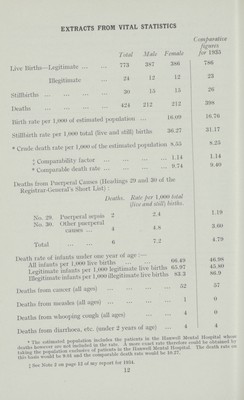 EXTRACTS FROM VITAL STATISTICS
Comparative
figures
for 1935
Total Male Female
Live Births—Legitimate ... ... 773 387 386 786
Illegitimate 24 12 12 23
Stillbirths ... ... ... ... 30 15 15 26
Deaths ... ... ... ... 424 212 212 398
Birth rate per 1,000 of estimated population ... 16.09 16.76
Stillbirth rate per 1,000 total (live and still) births 36.27 31.17
* Crude death rate per 1,000 of the estimated population 8.55 8.25
‡ Comparability factor ... ... ... ... 1.14 1.14
* Comparable death rate ... ... ... ... 9.74 9.40
Deaths from Puerperal Causes (Headings 29 and 30 of the
Registrar-General's Short List) :
Deaths. Rate per 1,000 total
(live and still) births.
No. 29. Puerperal sepsis 2 2.4 1.19
No. 30. Other puerperal
causes ... 4 4.8 3.60
Total ... ... 6 7.2 4.79
Death rate of infants under one year of age :—
All infants per 1,000 live births ... ... ... 66.49 46.98
Legitimate infants per 1,000 legitimate live births 65.97 45.80
Illegitimate infants per 1,000 illegitimate live births 83.3 86.9
Deaths from cancer (all ages) ... ... ... ... 52 57
Deaths from measles (all ages) ... ... ... ... 1 0
Deaths from whooping cough (all ages) ... ... 4 0
Deaths from diarrhoea, etc. (under 2 years of age) ... 4 4
* The estimated population includes the patients in the Hanwell Mental Hospital whose
deaths however are not included in the rate. A more exact rate therefore could be obtained by
taking the population exclusive of patients in the Hanwell Mental Hospital. The death rate on
this basis would be 9.01 and the comparable death rate would be 10.27.
‡ See Note 2 on page 12 of my report for 1934.
12